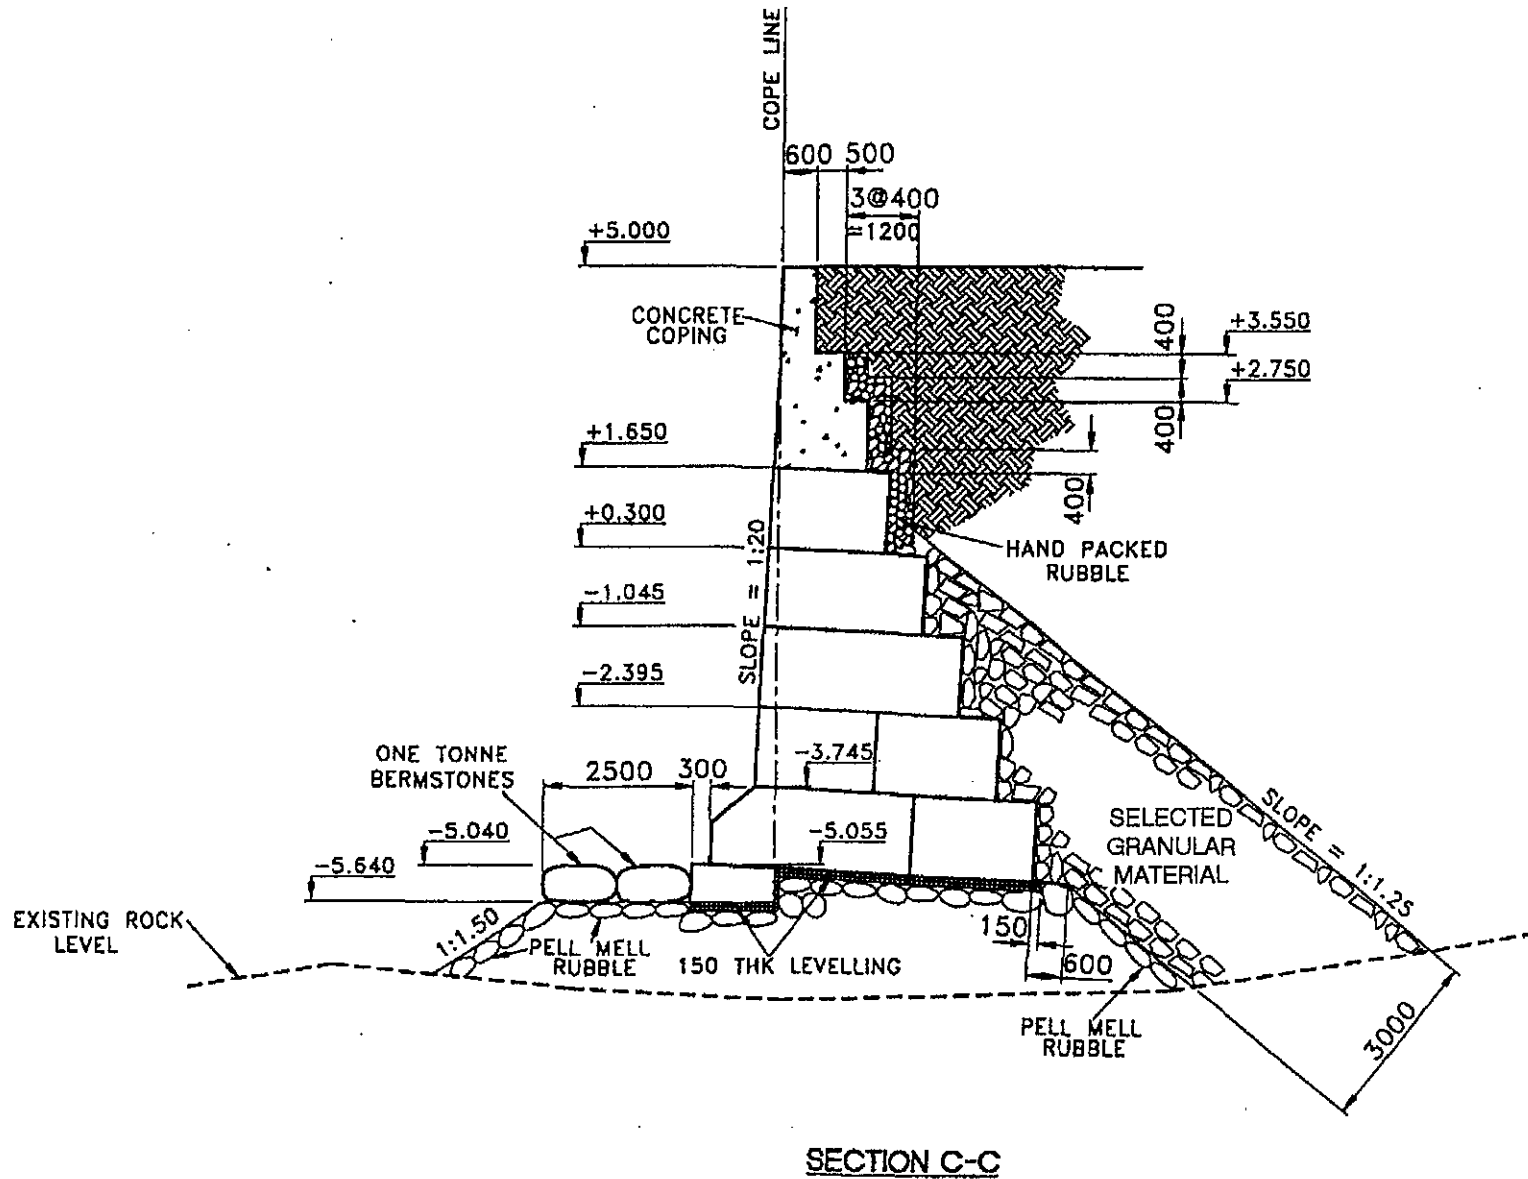 COPE LINE
600 500
3@400
=1200
+5.000
CONCRETE
COPING
400
+3.550
+2.750
400
+1.650
400
+0.300
HAND PACKED
RUBBLE
-1.045
SLOPE = 1:20
-2.395
ONE TONNE
BERMSTONES
2500
300
-3.745
SELECTED
GRANULAR
MATERIAL
SLOPE = 1:1.25
-5.040
-5.055
-5.640
EXISTING ROCK
LEVEL
1:1.50
PELL MELL
RUBBLE
150 THK LEVELLING
150
600
PELL MELL
RUBBLE
3000
SECTION C-C